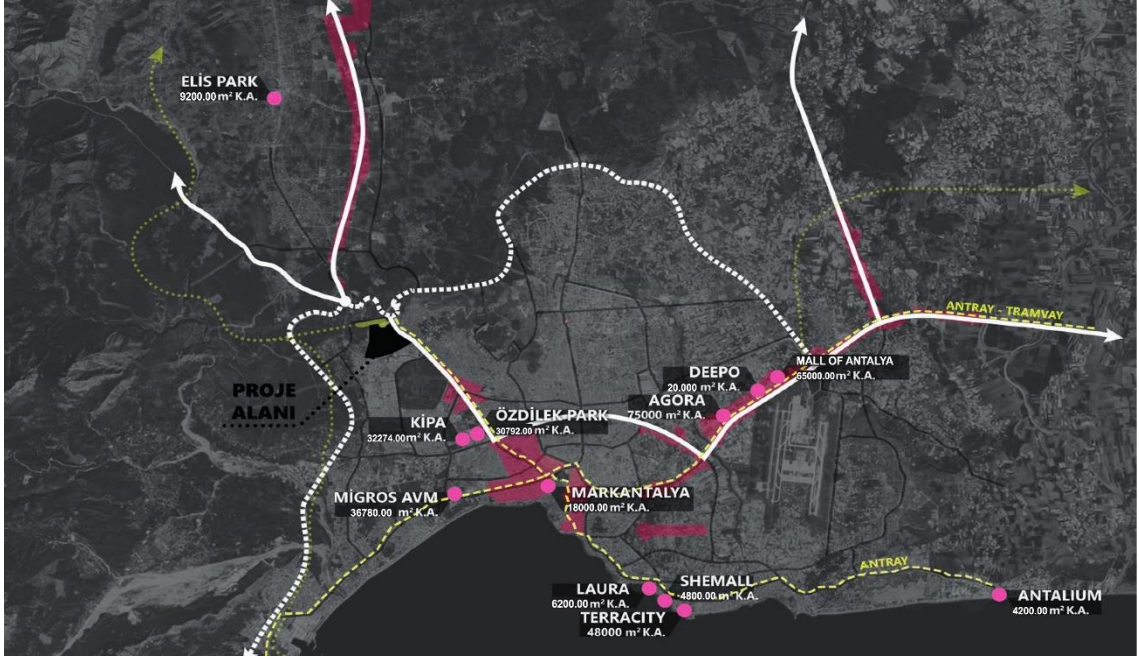 ELİS PARK
9200.00 m² K.A.
ANTRAY - TRAMVAY
MALL OF ANTALYA
65000.00 m² K.A.
DEEPO
20.000 m² K.A.
AGORA
75000 m² K.A.
PROJE
ALANI
KİPA
32274.00 m² K.A.
ÖZDİLEK PARK
30792.00 m² K.A.
MİGROS AVM
36780.00 m² K.A.
MARKANTALYA
18000.00 m² K.A.
ANTRAY
LAURA
6200.00 m² K.A.
SHEMALL
4800.00 m² K.A.
TERRACITY
48000 m² K.A.
ANTALIUM
4200.00 m² K.A.